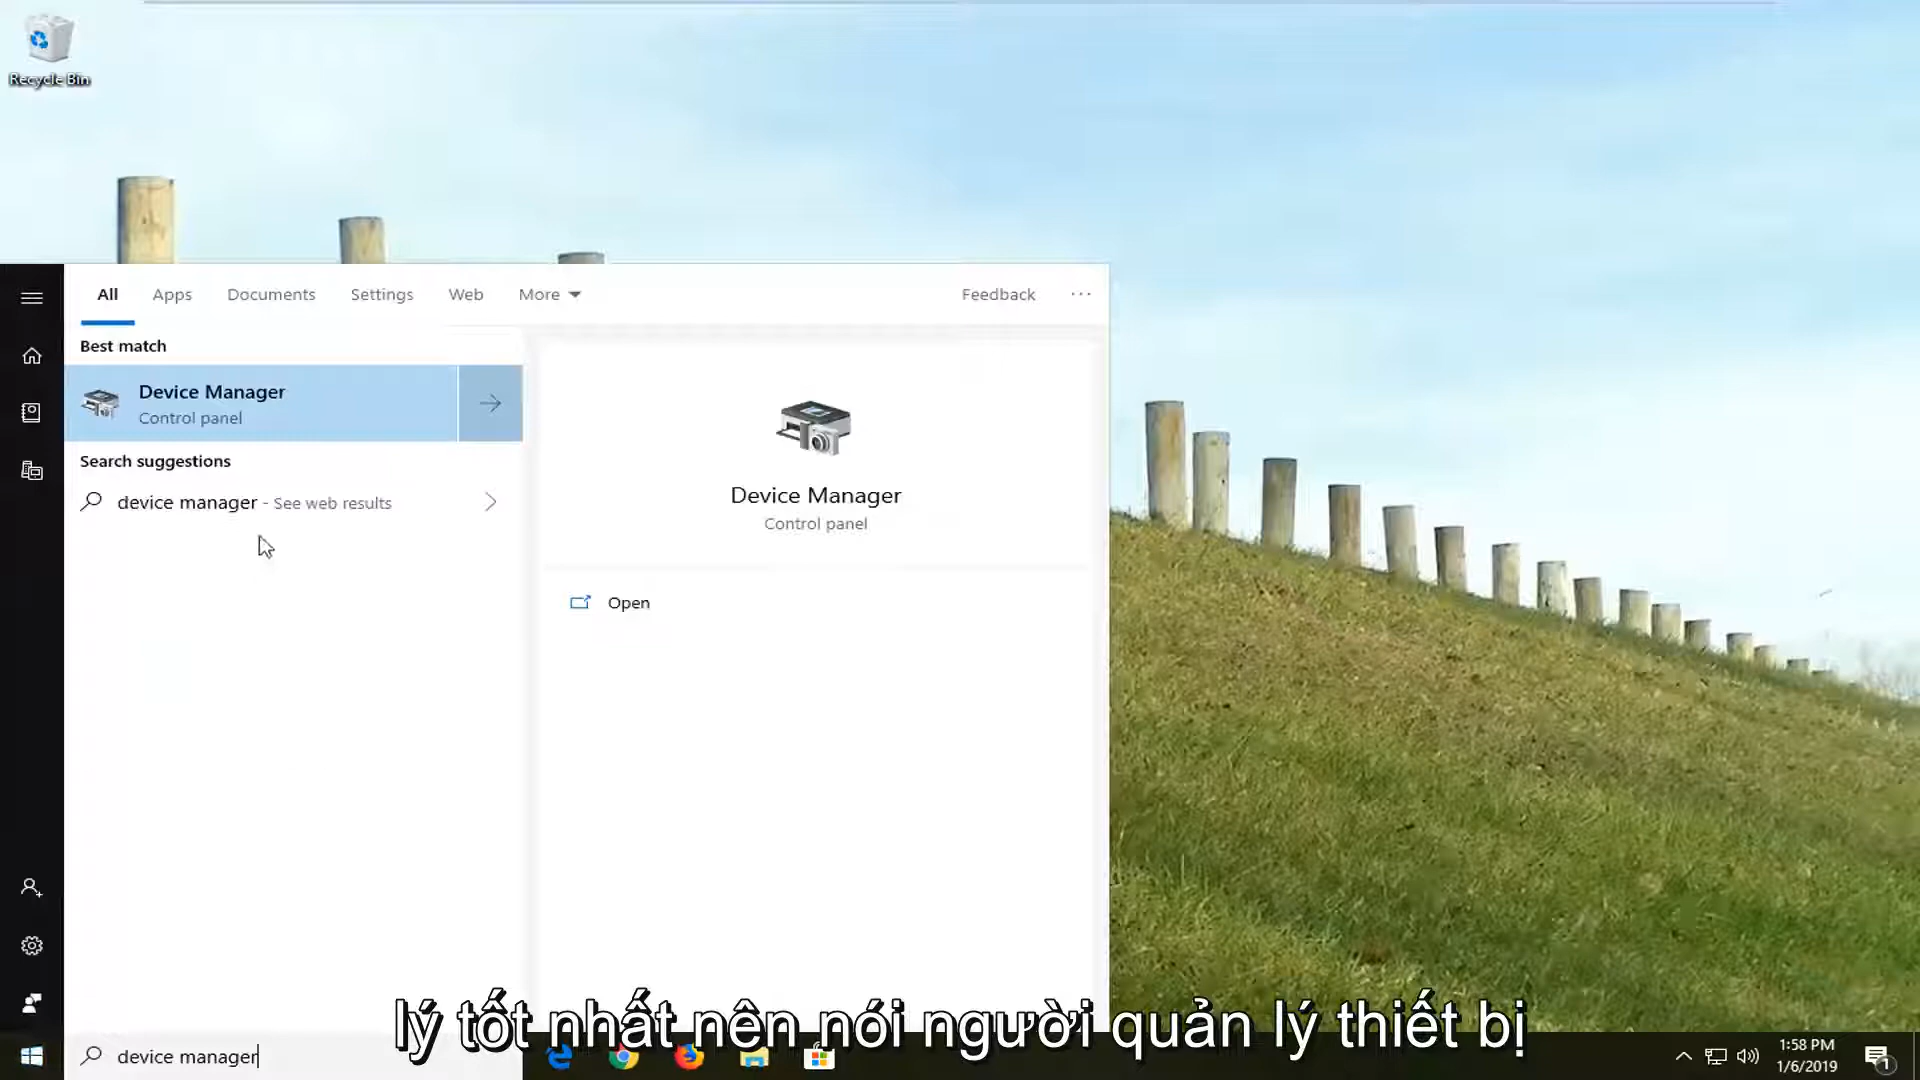 Recycle Bin
All Apps Documents Settings Web More Feedback ...
Best match
Device Manager
Control panel
Search suggestions
device manager - See web results
Device Manager
Control panel
Open
lý tốt nhất nên nói người quản lý thiết bị
device manager
1:58 PM
1/6/2019
1